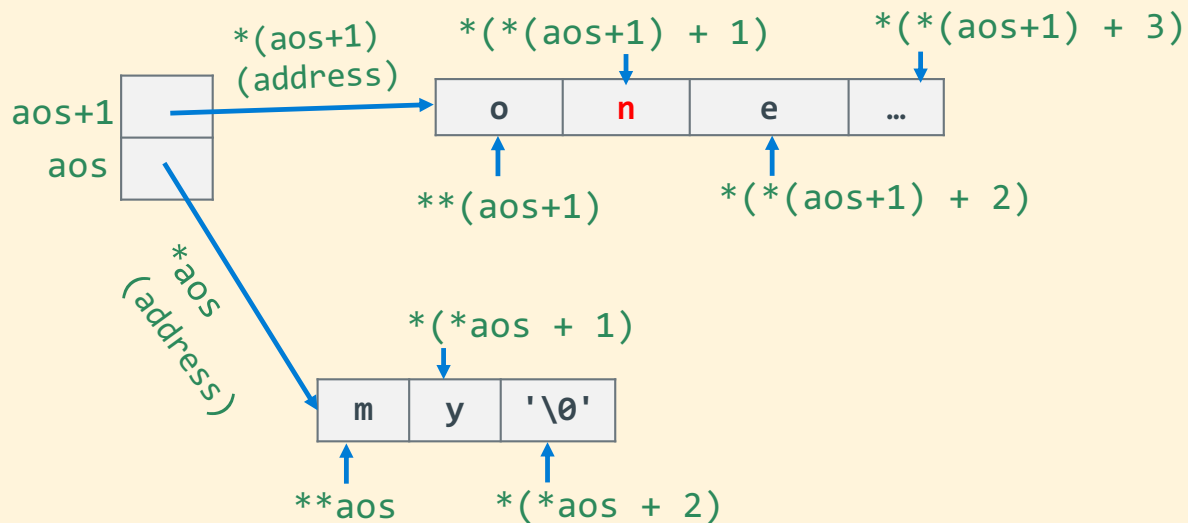 *(aos+1)
(address)
*(*(aos+1) + 1)
*(*(aos+1) + 3)
aos+1
o n e …
aos
**(aos+1)
*(*(aos+1) + 2)
*aos
(address)
*(*aos + 1)
m y '\0'
**aos
*(*aos + 2)